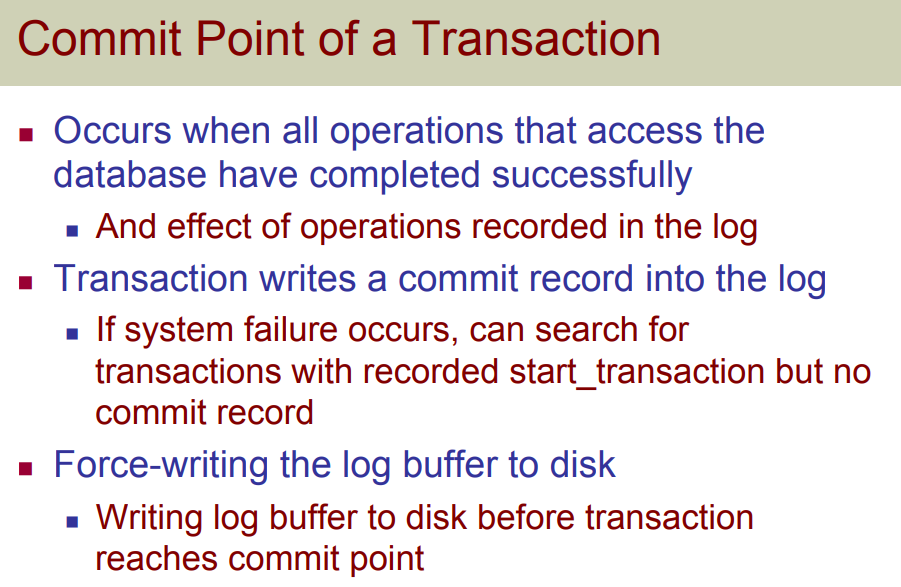 Commit Point of a Transaction
Occurs when all operations that access the
database have completed successfully
And effect of operations recorded in the log
Transaction writes a commit record into the log
If system failure occurs, can search for
transactions with recorded start_transaction but no
commit record
Force-writing the log buffer to disk
Writing log buffer to disk before transaction
reaches commit point